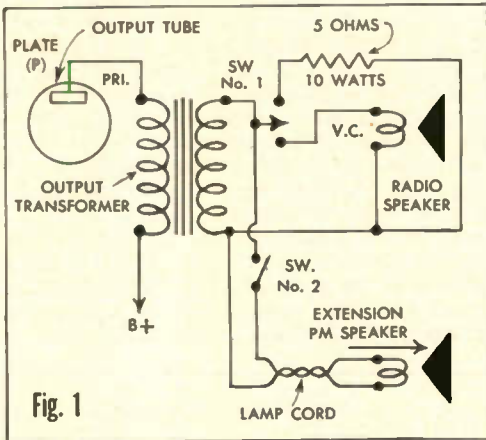 OUTPUT TUBE
PLATE
(P)
PRI.
OUTPUT
TRANSFORMER
B+
SW
No. 1
5 OHMS
10 WATTS
V.C.
RADIO
SPEAKER
SW.
No. 2
EXTENSION
PM SPEAKER
LAMP CORD
Fig. 1